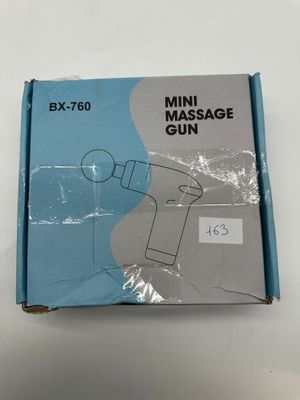 BX-760
MINI
MASSAGE
GUN
163